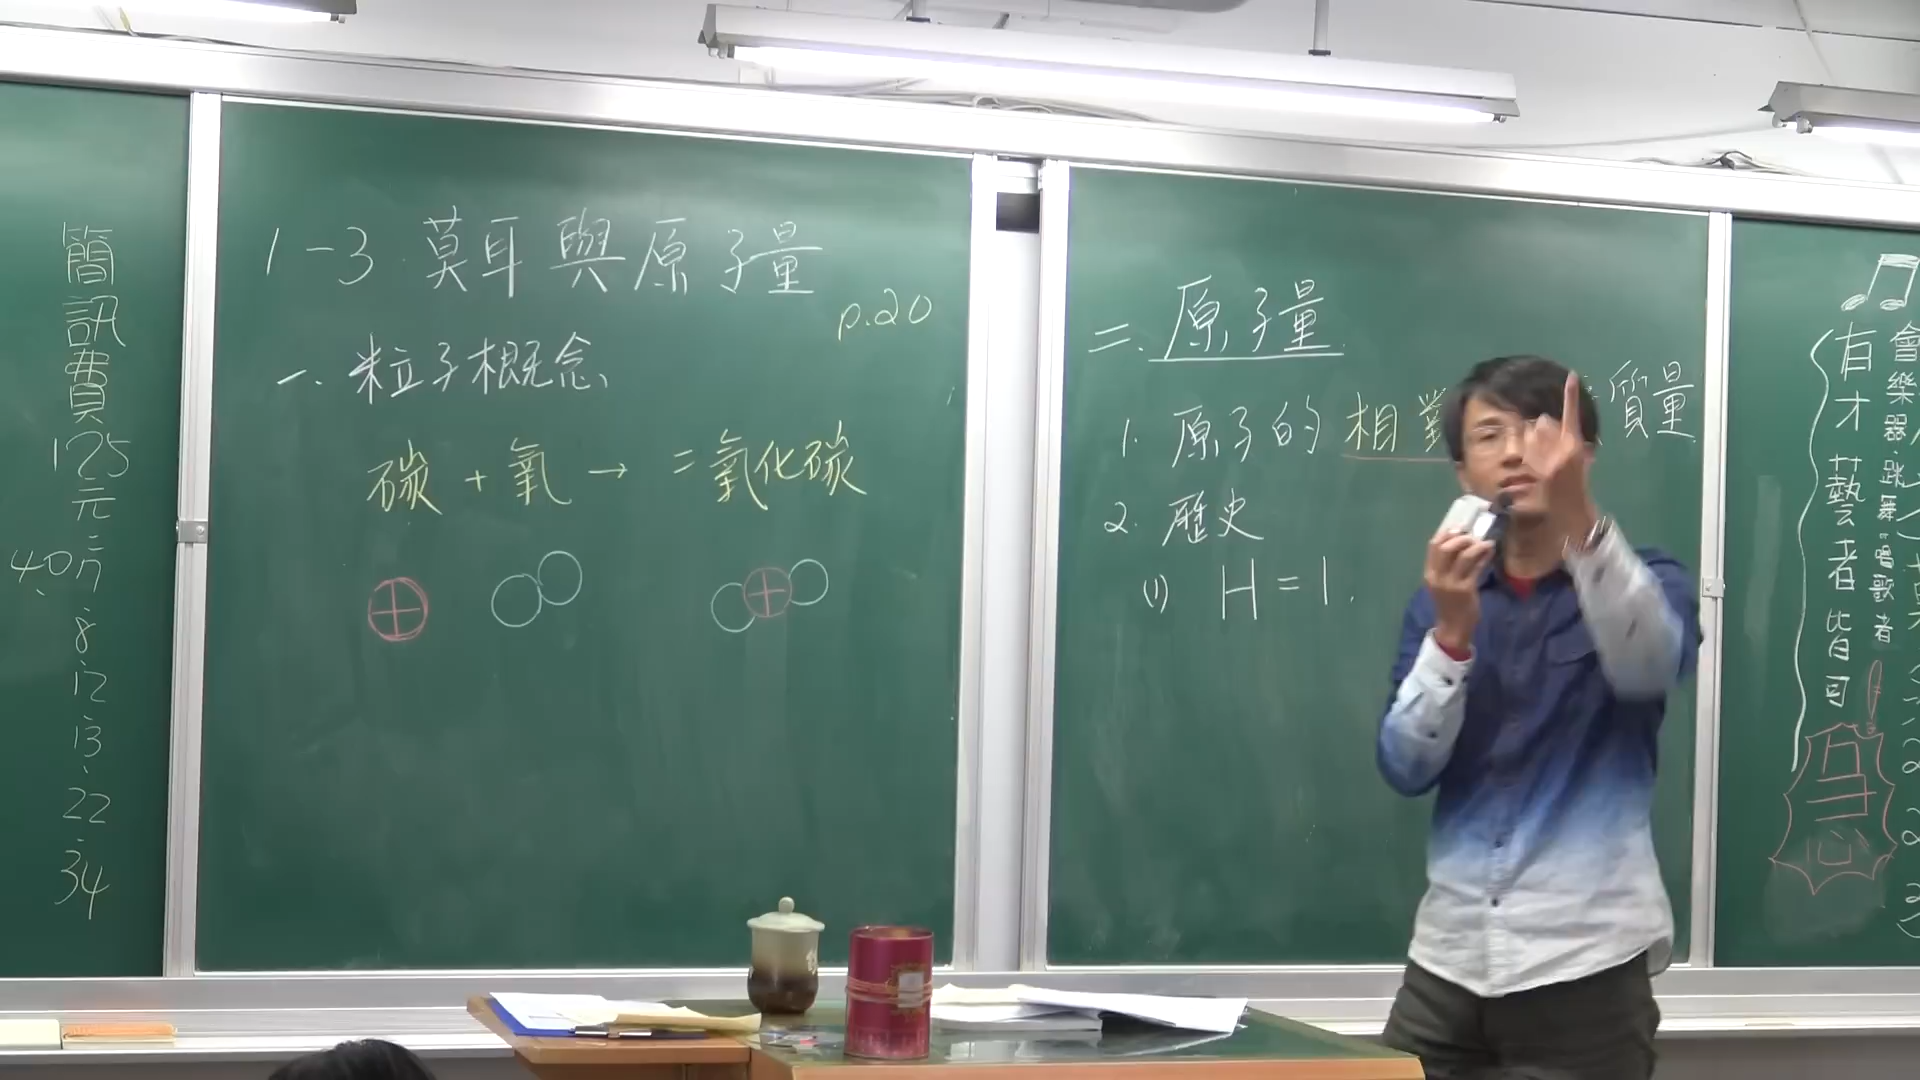 簡訊費
125元
40
二月
8
12
13
22
34
1-3 莫耳與原子量
p.20
一. 粒子概念
碳 + 氧 → 二氧化碳
二. 原子量
1. 原子的相對 質量
2. 歷史
(1) H = 1.
會樂器.跳舞.唱歌者
有才藝者皆可